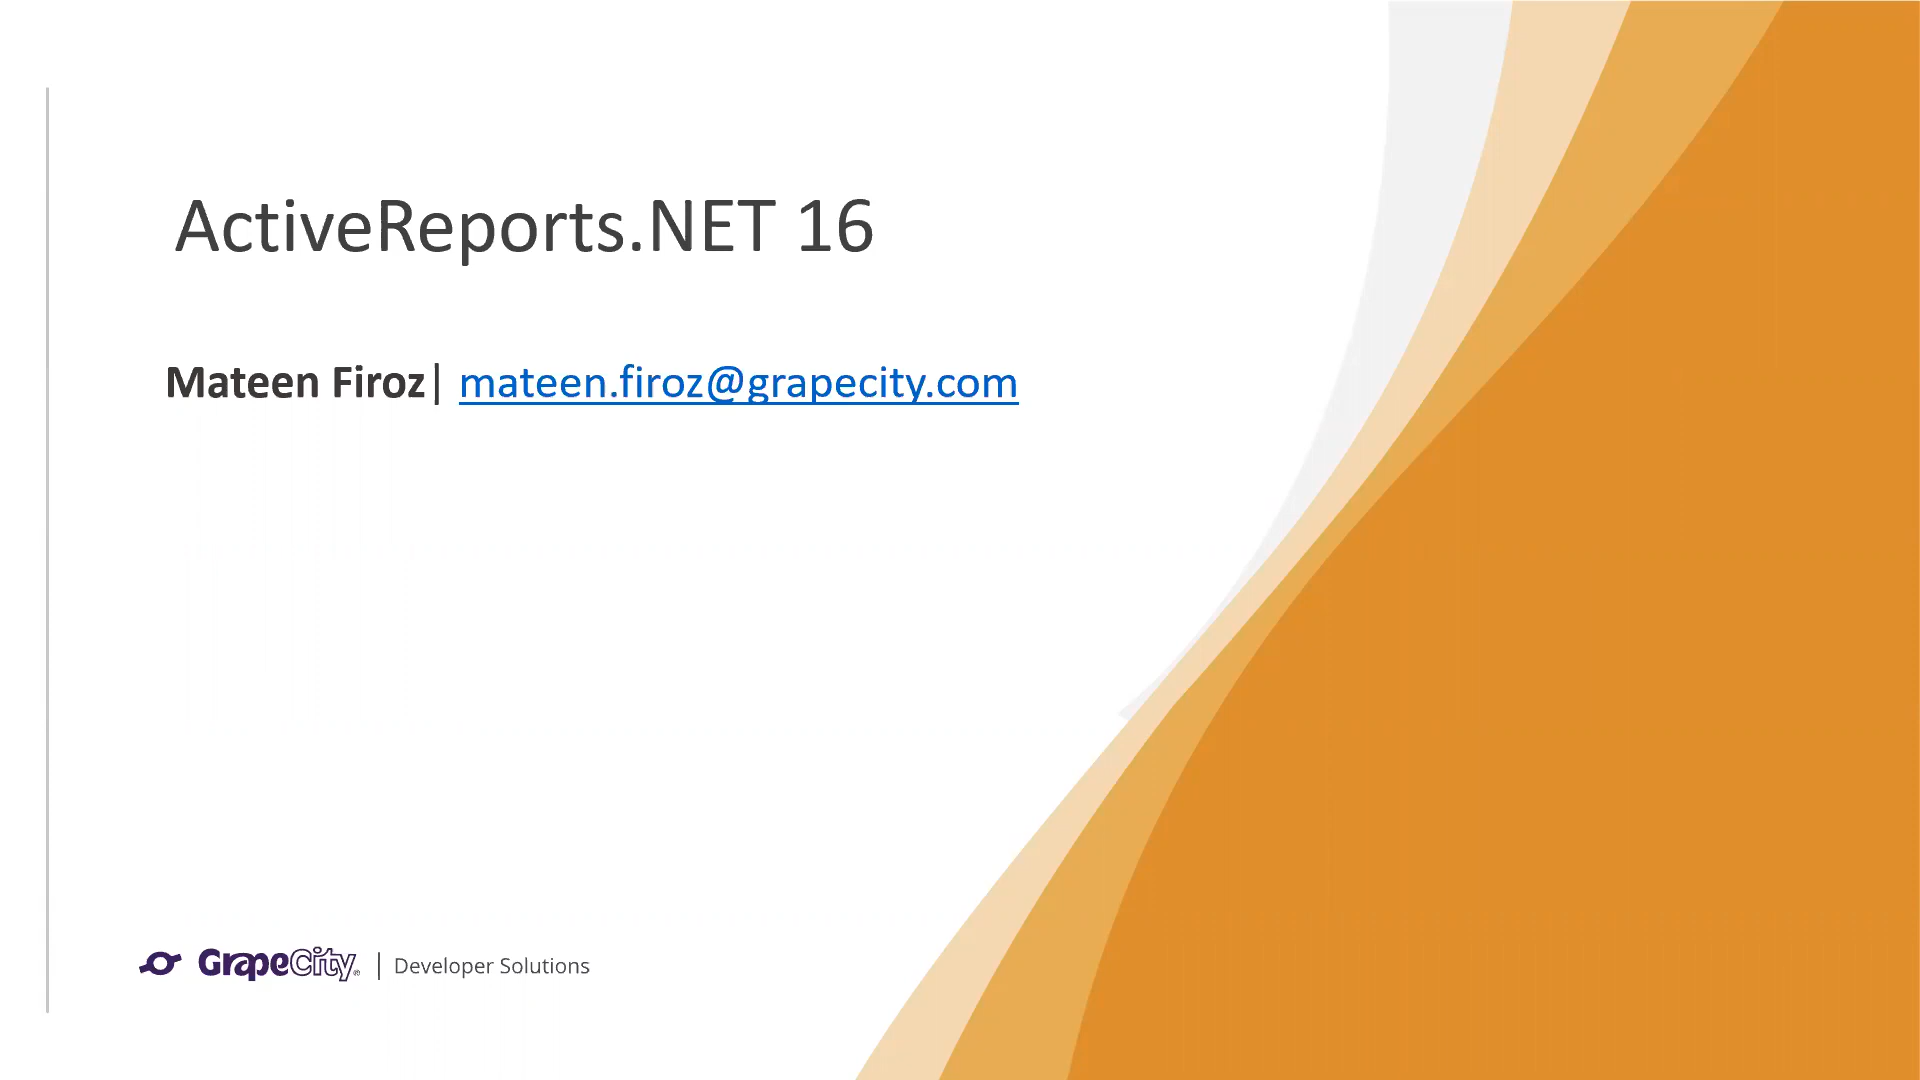 ActiveReports.NET 16
Mateen Firoz| mateen.firoz@grapecity.com
GrapeCity® | Developer Solutions